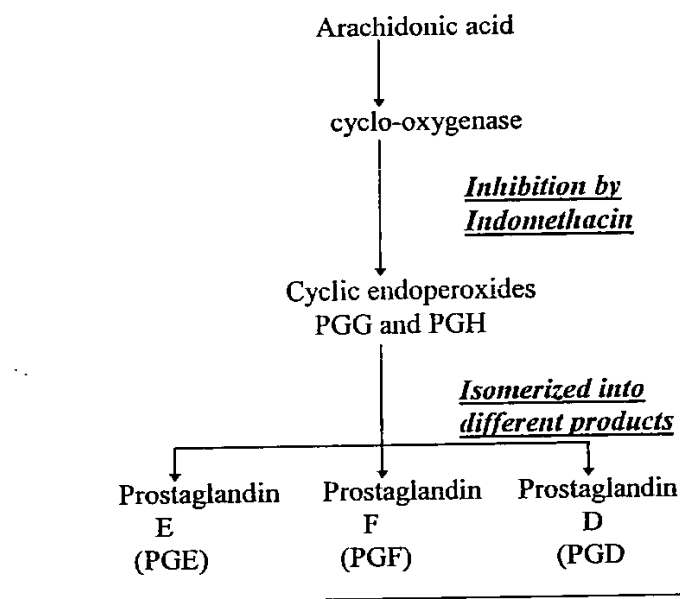 Arachidonic acid
cyclo-oxygenase
Inhibition by
Indomethacin
Cyclic endoperoxides
PGG and PGH
Isomerized into
different products
Prostaglandin
E
(PGE)
Prostaglandin
F
(PGF)
Prostaglandin
D
(PGD